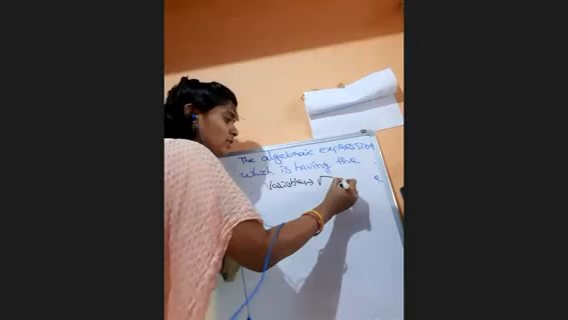 The algebraic expression
which is having the
Variables √